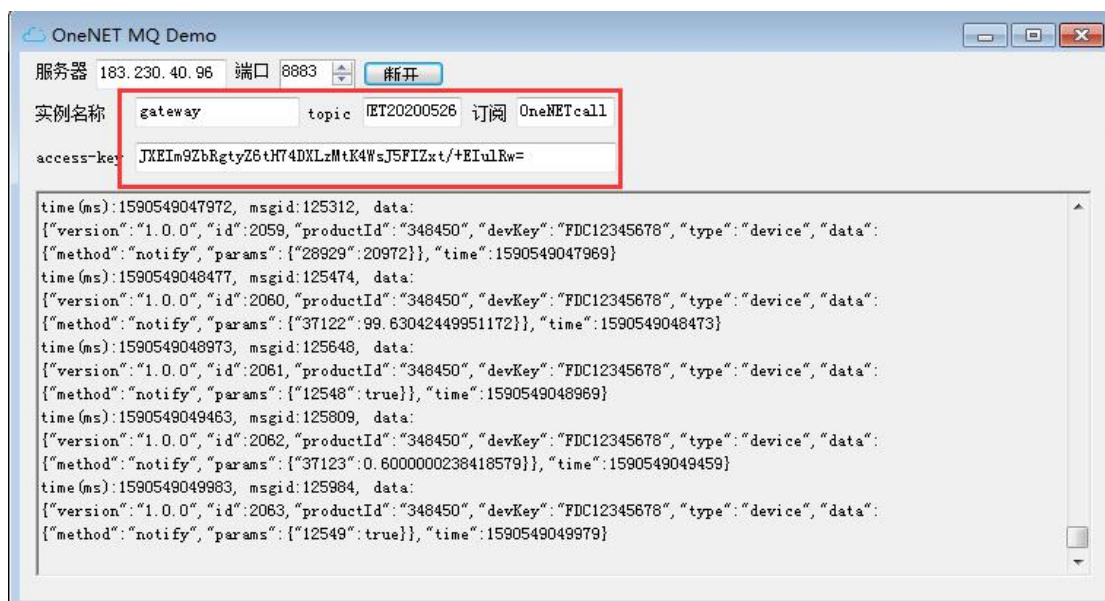 OneNET MQ Demo
服务器 183.230.40.96 端口 8883 断开
实例名称 gateway topic ET20200526 订阅 OneNETcall
access-key JXEIm9ZbRgtyZ6tH74DXLzMtK4WsJ5FIZxt/+EIulRw=
time(ms):1590549047972, msgid:125312, data:
{"version":"1.0.0","id":2059,"productId":"348450","devKey":"FDC12345678","type":"device","data":
{"method":"notify","params":{"28929":20972}},"time":1590549047969}
time(ms):1590549048477, msgid:125474, data:
{"version":"1.0.0","id":2060,"productId":"348450","devKey":"FDC12345678","type":"device","data":
{"method":"notify","params":{"37122":99.63042449951172}},"time":1590549048473}
time(ms):1590549048973, msgid:125648, data:
{"version":"1.0.0","id":2061,"productId":"348450","devKey":"FDC12345678","type":"device","data":
{"method":"notify","params":{"12548":true}},"time":1590549048969}
time(ms):1590549049463, msgid:125809, data:
{"version":"1.0.0","id":2062,"productId":"348450","devKey":"FDC12345678","type":"device","data":
{"method":"notify","params":{"37123":0.6000000238418579}},"time":1590549049459}
time(ms):1590549049983, msgid:125984, data:
{"version":"1.0.0","id":2063,"productId":"348450","devKey":"FDC12345678","type":"device","data":
{"method":"notify","params":{"12549":true}},"time":1590549049979}